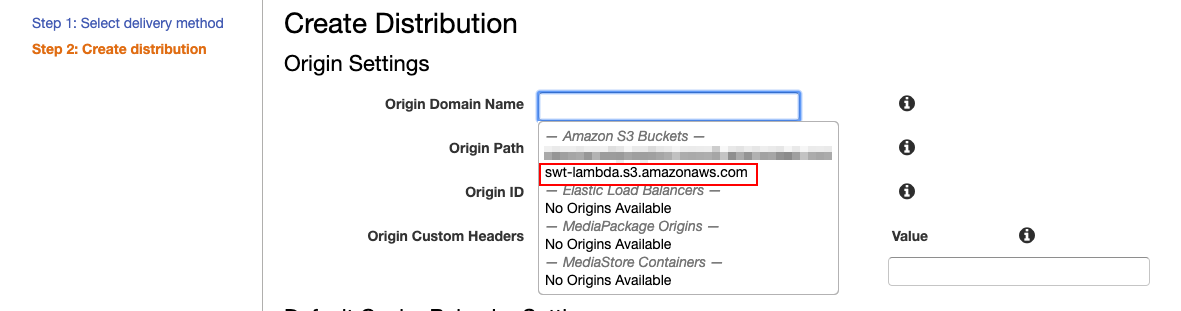 Step 1: Select delivery method
Step 2: Create distribution
Create Distribution
Origin Settings
Origin Domain Name
— Amazon S3 Buckets —
Origin Path
swt-lambda.s3.amazonaws.com
Origin ID
— Elastic Load Balancers —
No Origins Available
— MediaPackage Origins —
Origin Custom Headers
Value
No Origins Available
— MediaStore Containers —
No Origins Available